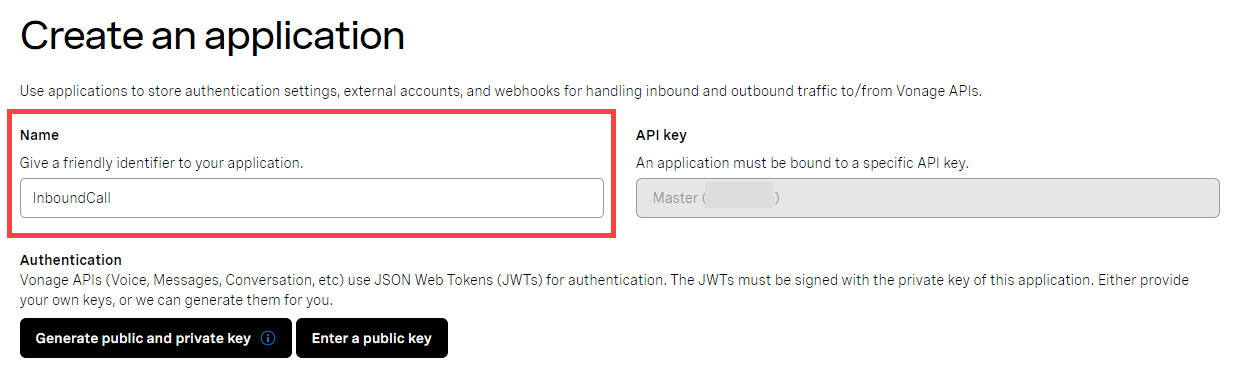 Create an application
Use applications to store authentication settings, external accounts, and webhooks for handling inbound and outbound traffic to/from Vonage APIs.
Name
Give a friendly identifier to your application.
InboundCall
API key
An application must be bound to a specific API key.
Master ( )
Authentication
Vonage APIs (Voice, Messages, Conversation, etc) use JSON Web Tokens (JWTs) for authentication. The JWTs must be signed with the private key of this application. Either provide
your own keys, or we can generate them for you.
Generate public and private key
Enter a public key